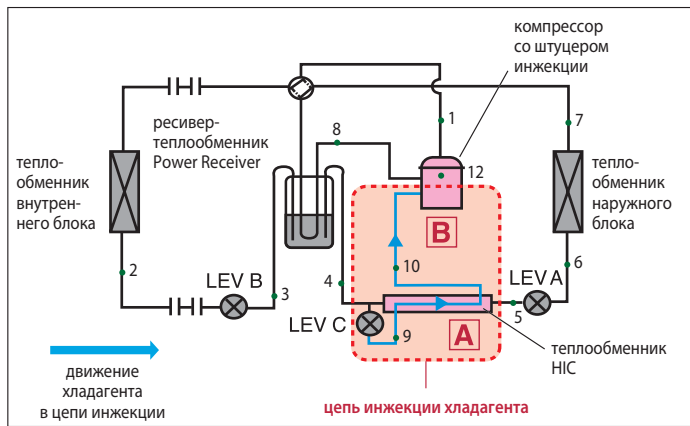 компрессор
со штуцером
инжекции
ресивер-
теплообменник
Power Receiver
8
1
7
12
тепло-
обменник
внутрен-
него блока
тепло-
обменник
наружного
блока
B
2
LEV B
3
4
10
LEV A
6
5
LEV C
9
A
теплообменник
HIC
движение
хладагента
в цепи инжекции
цепь инжекции хладагента